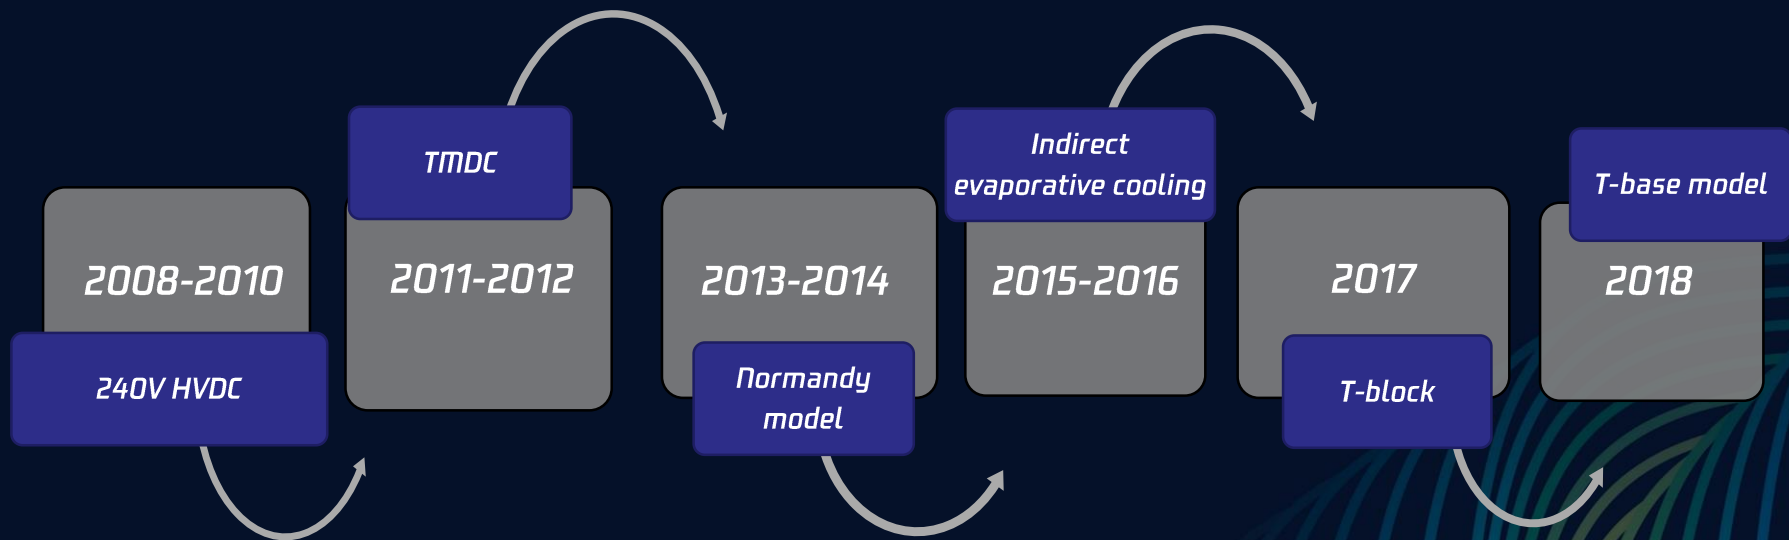 2008-2010
240V HVDC
TMDC
2011-2012
2013-2014
Normandy
model
Indirect
evaporative cooling
2015-2016
2017
T-block
T-base model
2018